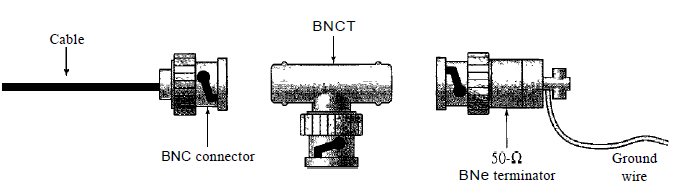 BNCT
Cable
BNC connector
50-Ω
BNe terminator
Ground
wire